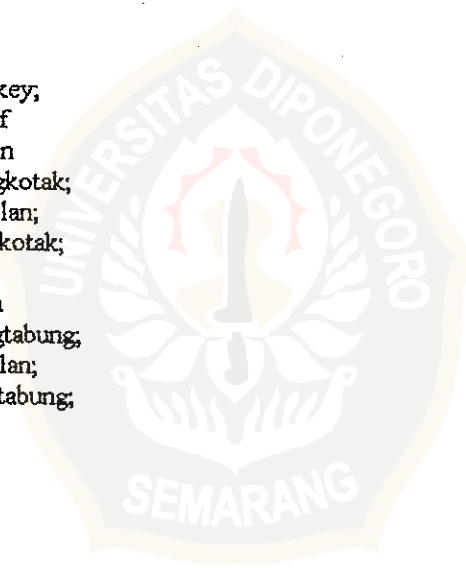 key;
f
n
gkotak;
lan;
kotak;
n
gtabung;
lan;
tabung;
UNIVERSITAS DIPONEGORO
SEMARANG